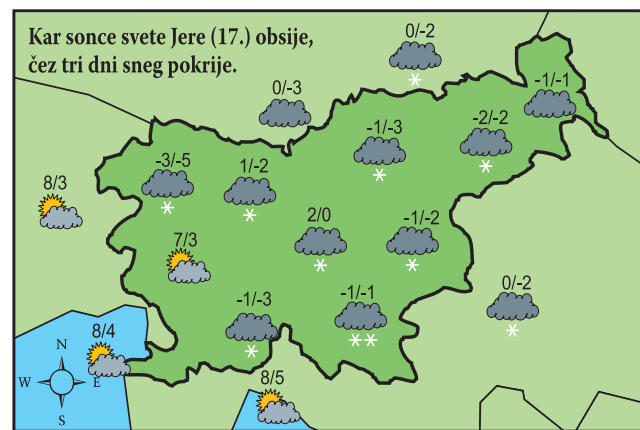 Kar sonce svete Jere (17.) obsije,
čez tri dni sneg pokrije.
0/-2
0/-3
-1/-1
-1/-3
-2/-2
-3/-5
1/-2
8/3
7/3
2/0
-1/-2
-1/-3
-1/-1
0/-2
8/4
N
W
E
S
8/5